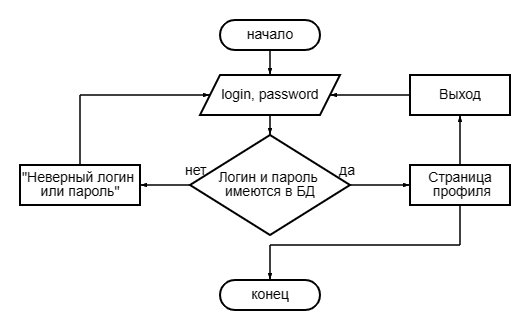 начало
login, password
Выход
нет
Логин и пароль
имеются в БД
да
"Неверный логин
или пароль"
Страница
профиля
конец